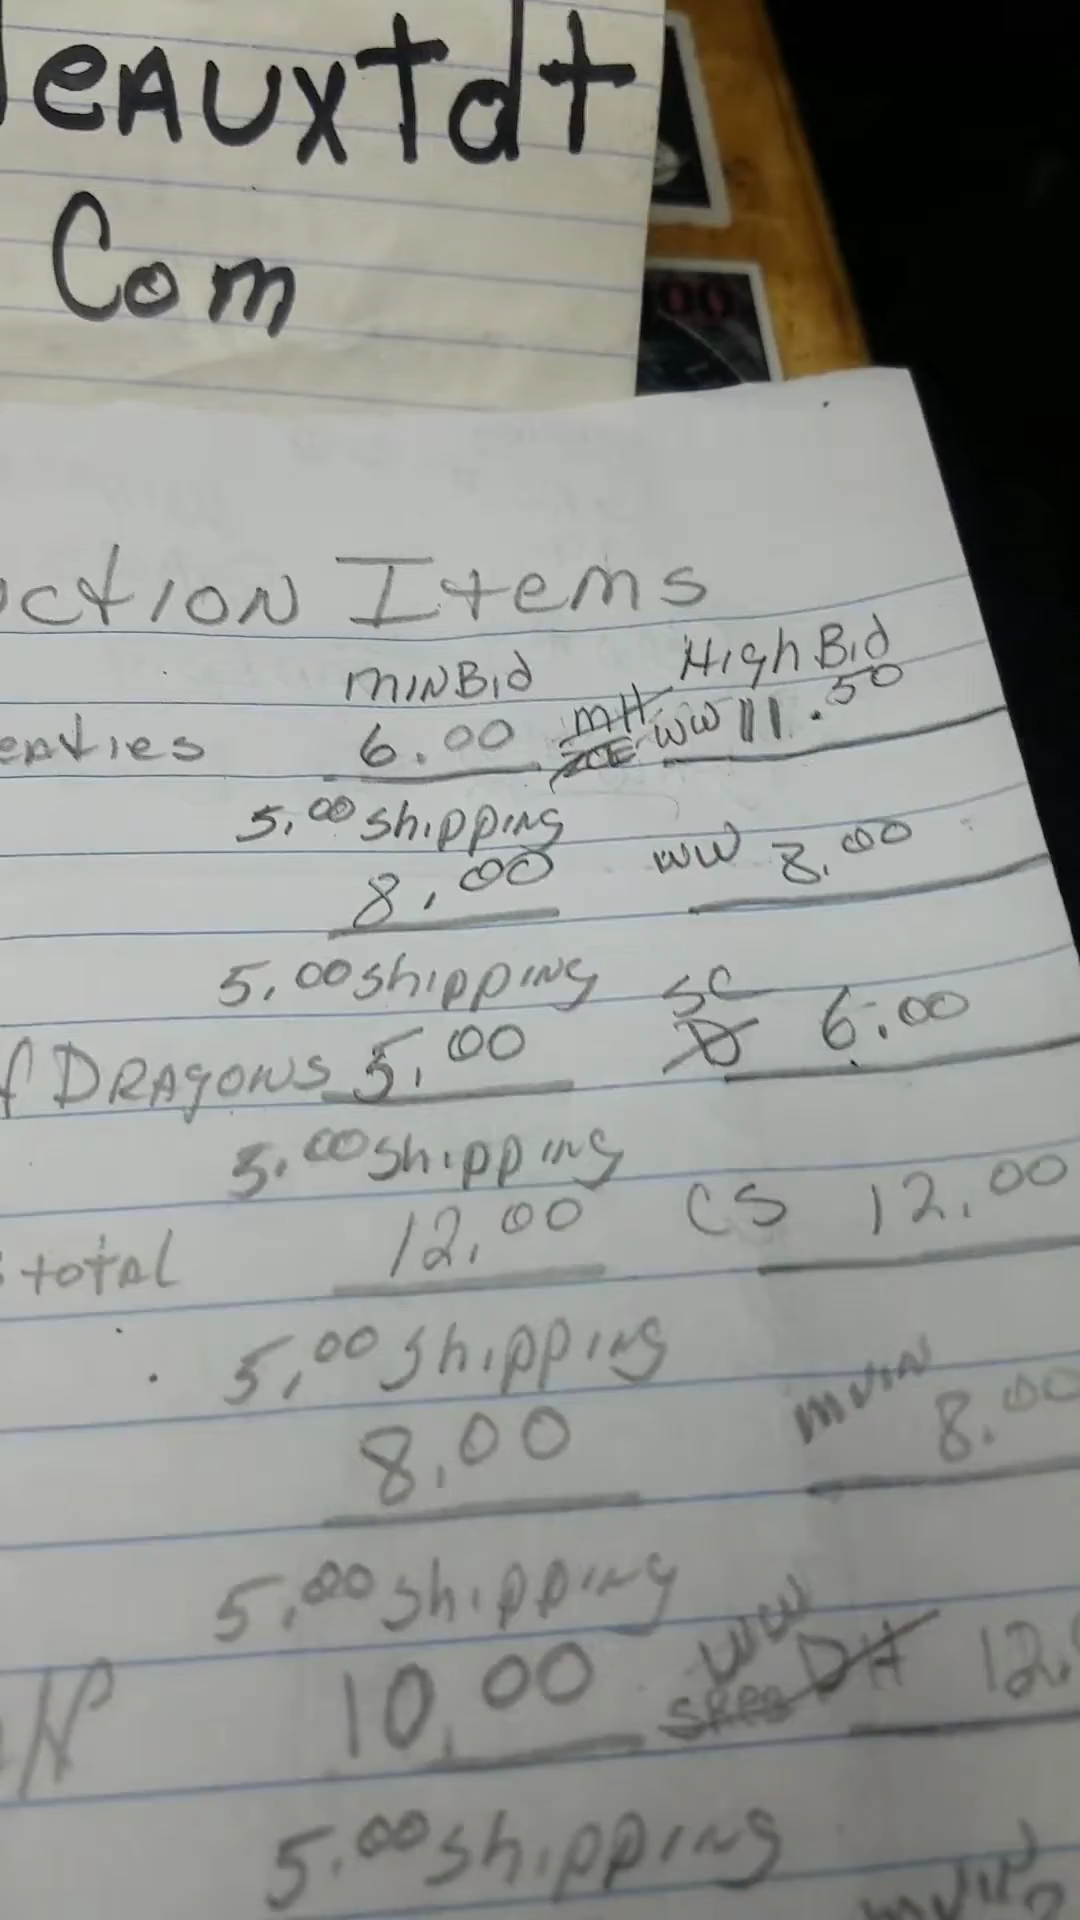 eAUXTdt
Com
ction Items
MINBid HighBid
enties 6.00 MH WW 11.50
5.00 Shipping
8.00 WW 8.00
5.00 Shipping
f DRAgONS 5.00 SC D 6.00
5.00 Shipping
total 12.00 CS 12.00
5.00 Shipping
8.00 8.00
5.00 Shipping
10.00 WW DH 12.
5.00 Shipping